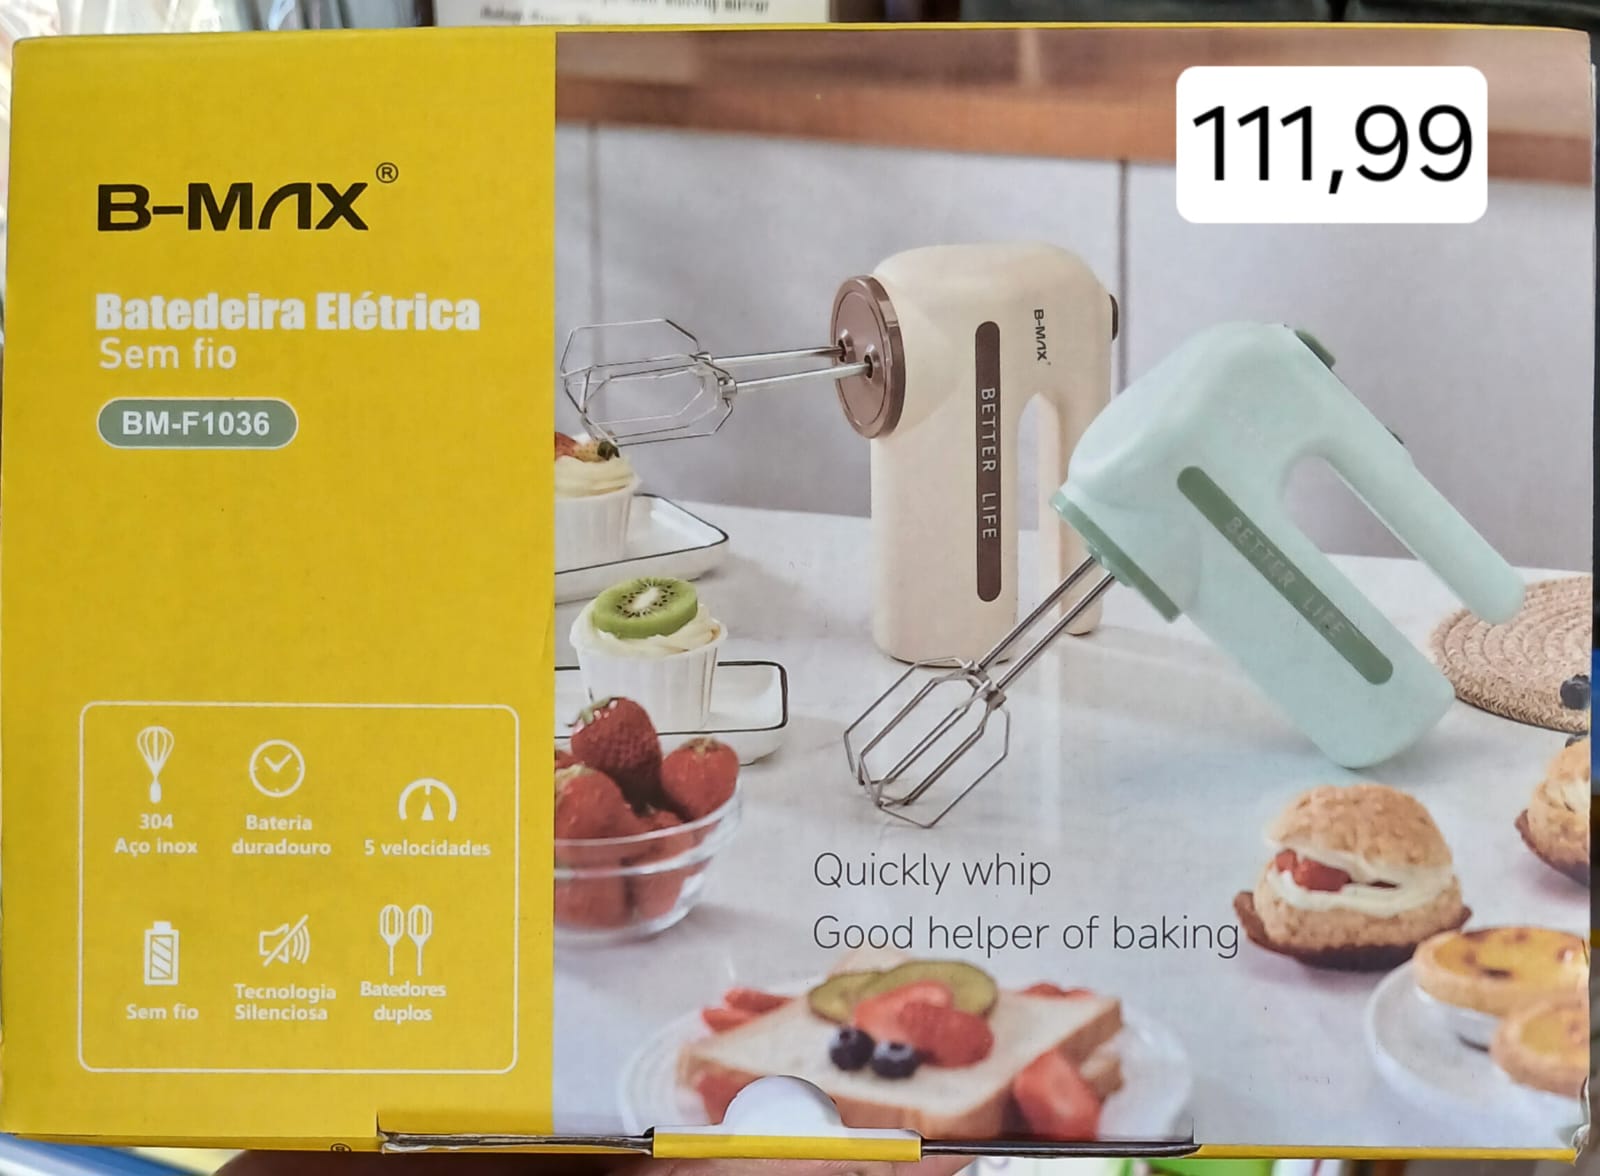 111,99
B-MAX®
Batedeira Elétrica
Sem fio
BM-F1036
B-MAX
BETTER LIFE
BETTER LIFE
304
Aço inox
Bateria
duradouro
5 velocidades
Sem fio
Tecnologia
Silenciosa
Batedores
duplos
Quickly whip
Good helper of baking